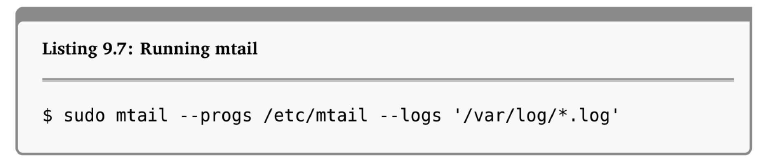 Listing 9.7: Running mtail
$ sudo mtail --progs /etc/mtail --logs '/var/log/*.log'